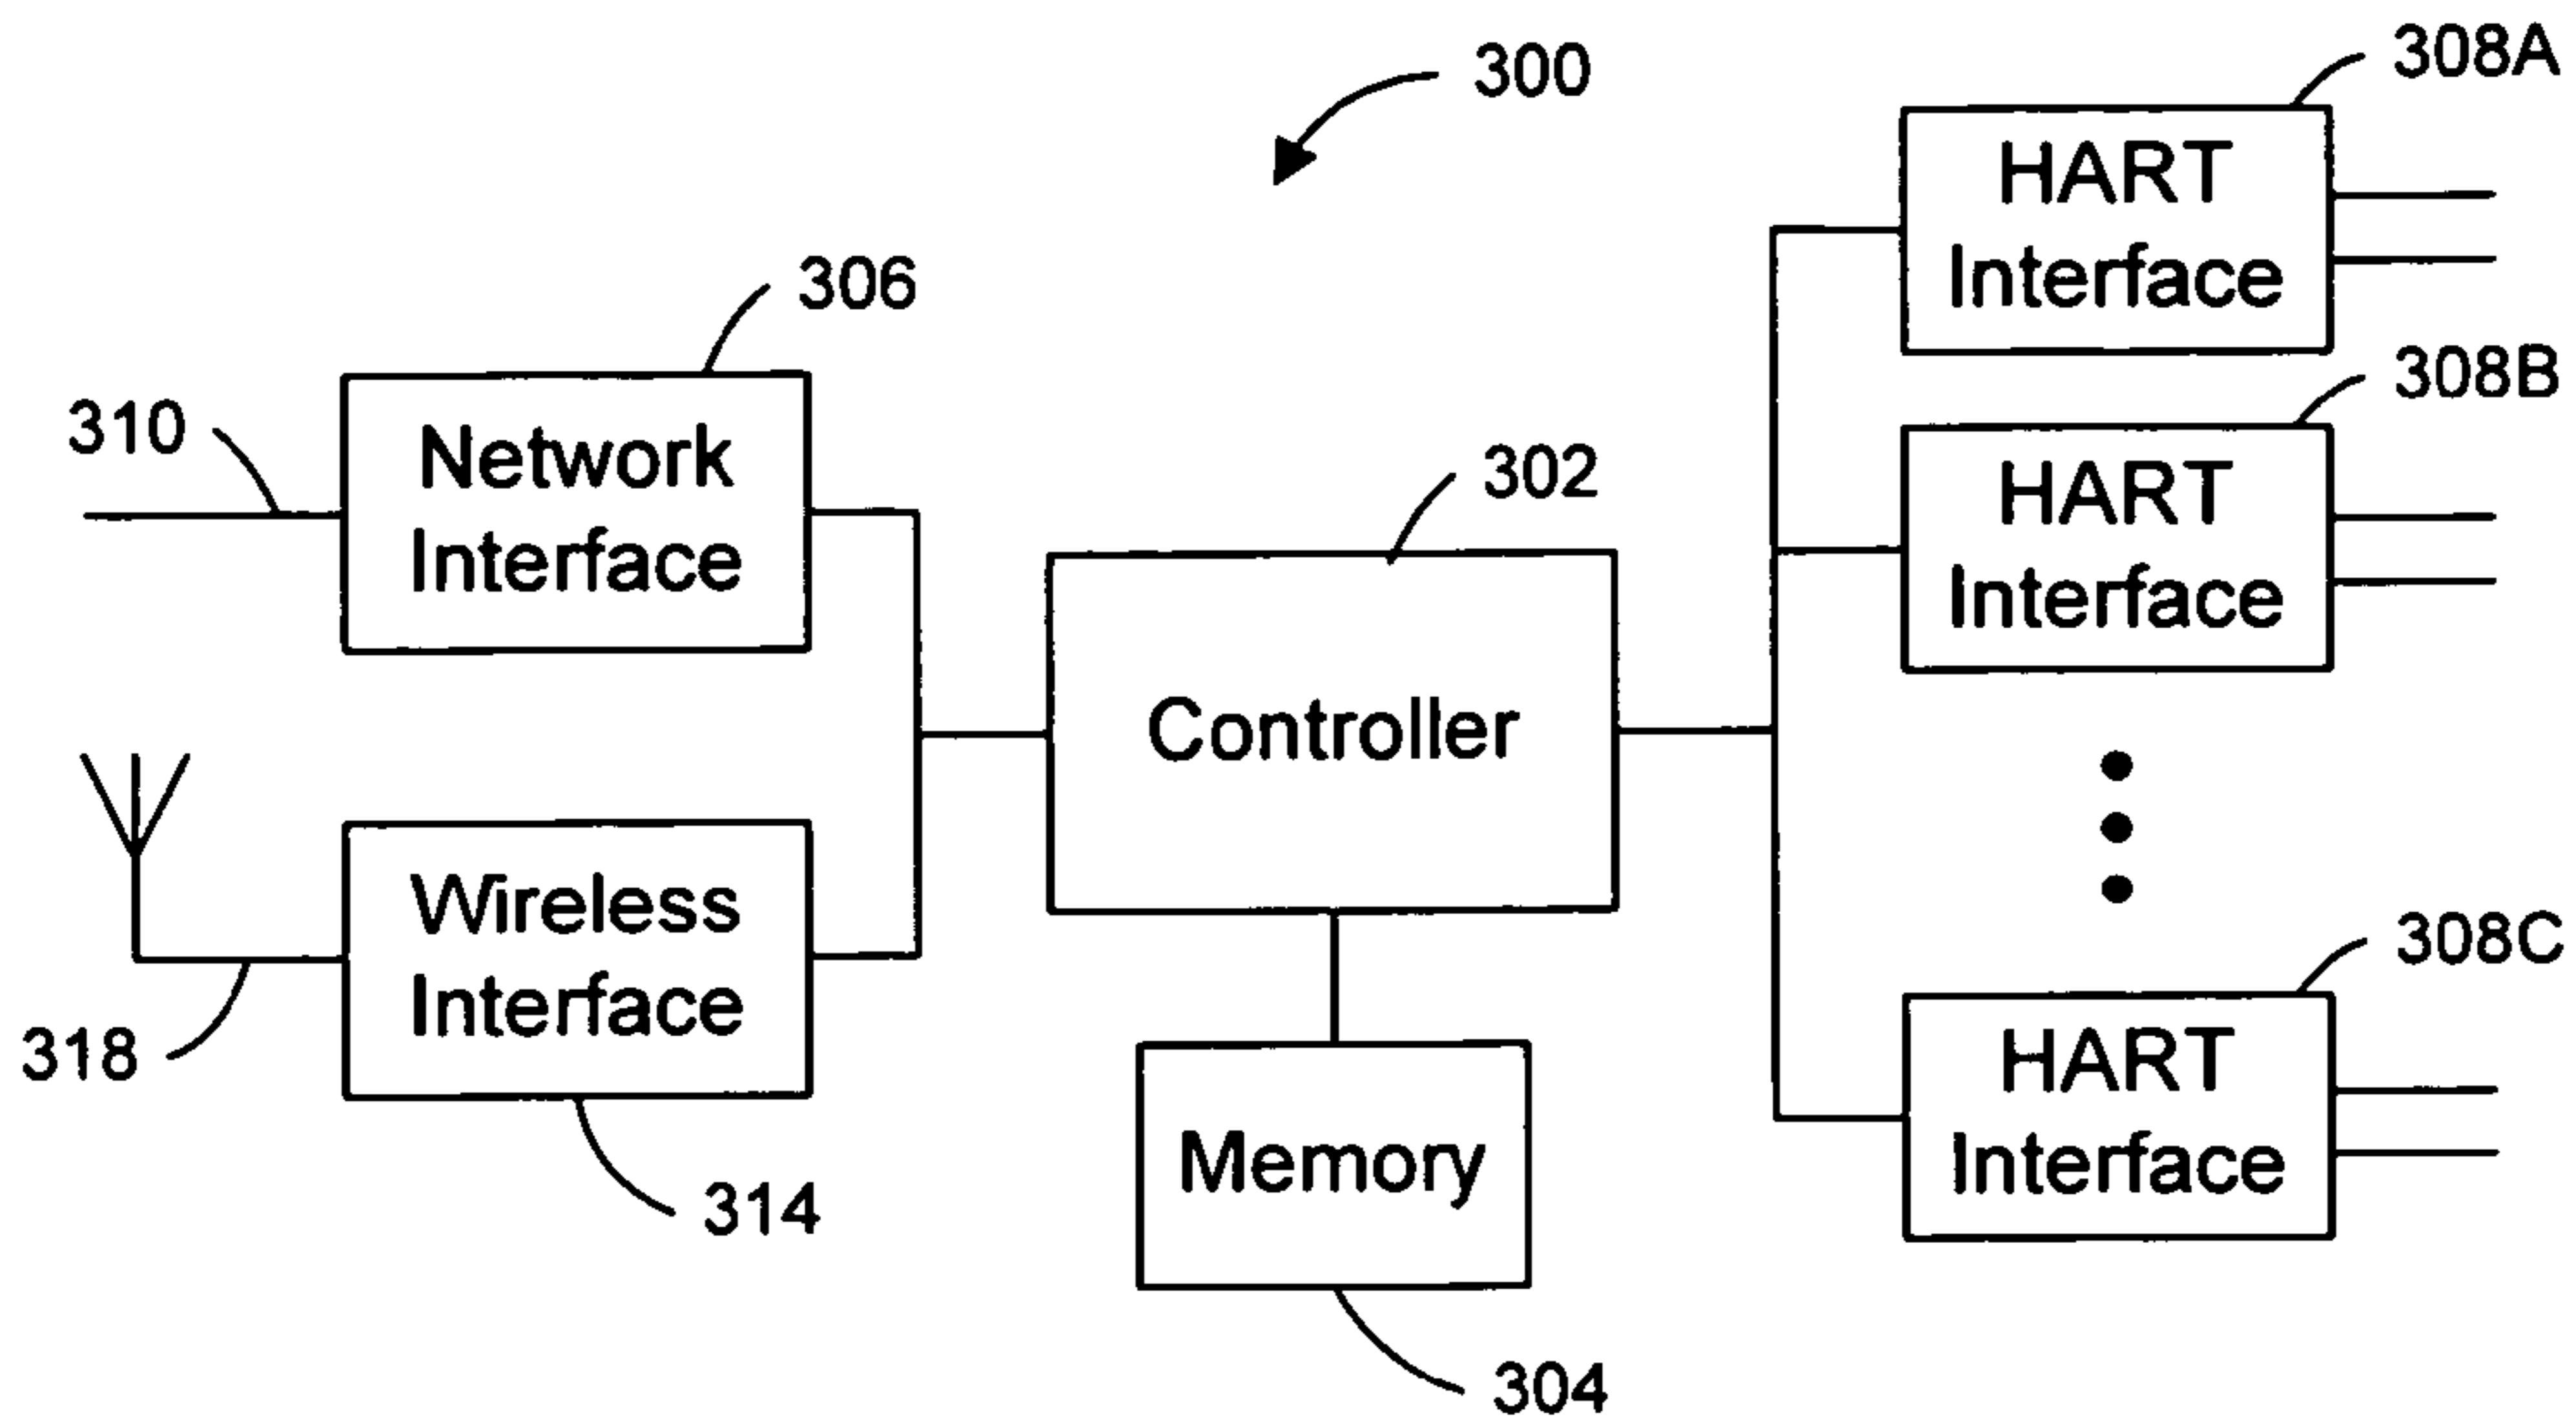 300
308A
HART
Interface
306
308B
310
Network
Interface
302
HART
Interface
Controller
Wireless
Interface
308C
318
HART
Interface
Memory
314
304